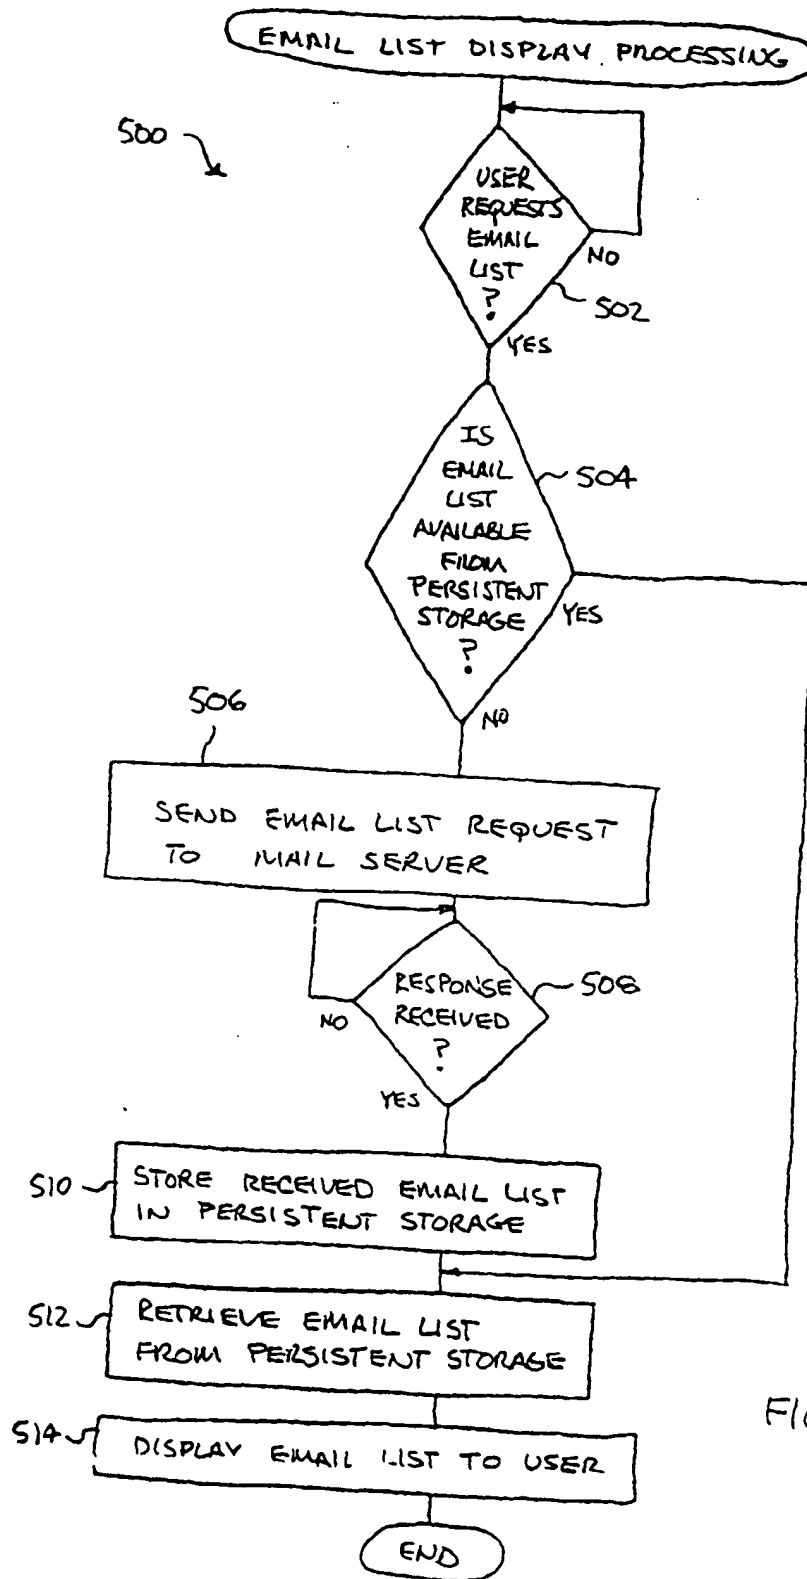 EMAIL LIST DISPLAY PROCESSING
500
USER
REQUESTS
EMAIL
LIST
?
NO
502
YES
IS
EMAIL
LIST
AVAILABLE
FROM
PERSISTENT
STORAGE
?
504
YES
NO
506
SEND EMAIL LIST REQUEST
TO MAIL SERVER
RESPONSE
RECEIVED
?
508
NO
YES
510
STORE RECEIVED EMAIL LIST
IN PERSISTENT STORAGE
512
RETRIEVE EMAIL LIST
FROM PERSISTENT STORAGE
514
DISPLAY EMAIL LIST TO USER
END